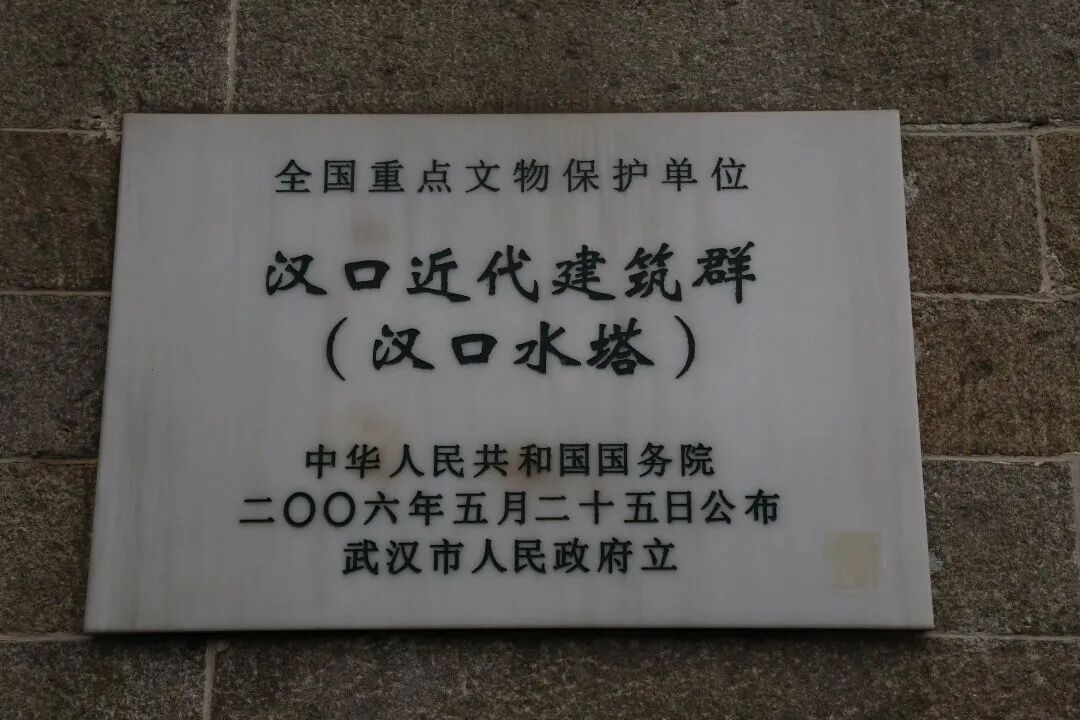 全国重点文物保护单位
汉口近代建筑群
（汉口水塔）
中华人民共和国国务院
二〇〇六年五月二十五日公布
武汉市人民政府立